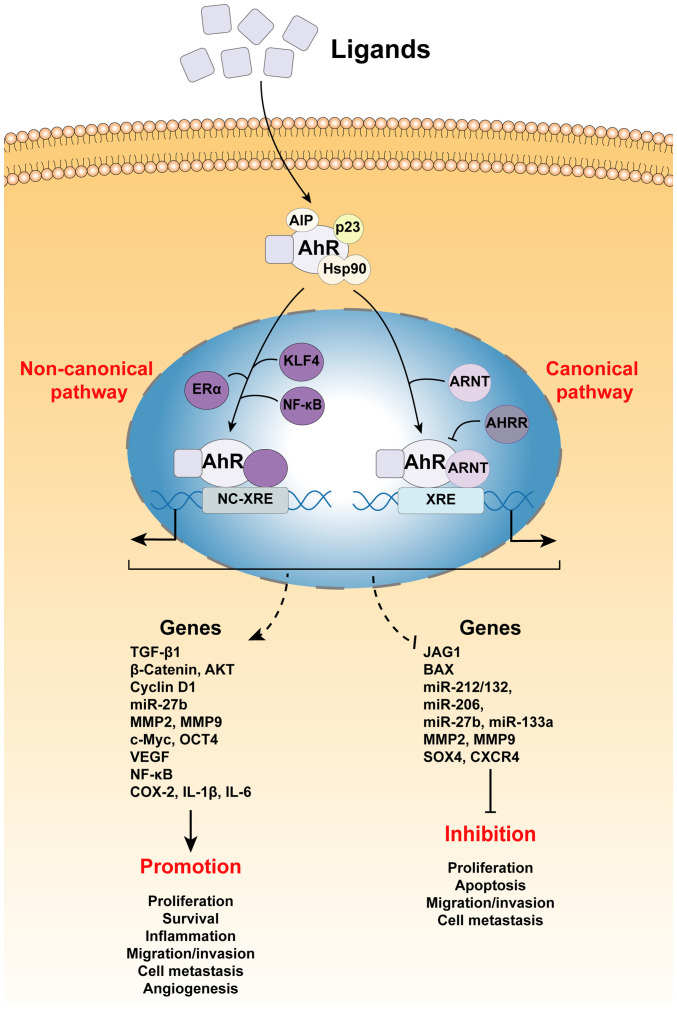 Ligands
AIP
p23
AhR
Hsp90
Non-canonical
pathway
Canonical
pathway
KLF4
ERα
NF-κB
ARNT
AHRR
AhR
NC-XRE
AhR
ARNT
XRE
Genes
TGF-β1
β-Catenin, AKT
Cyclin D1
miR-27b
MMP2, MMP9
c-Myc, OCT4
VEGF
NF-κB
COX-2, IL-1β, IL-6
Promotion
Proliferation
Survival
Inflammation
Migration/invasion
Cell metastasis
Angiogenesis
Genes
JAG1
BAX
miR-212/132,
miR-206,
miR-27b, miR-133a
MMP2, MMP9
SOX4, CXCR4
Inhibition
Proliferation
Apoptosis
Migration/invasion
Cell metastasis